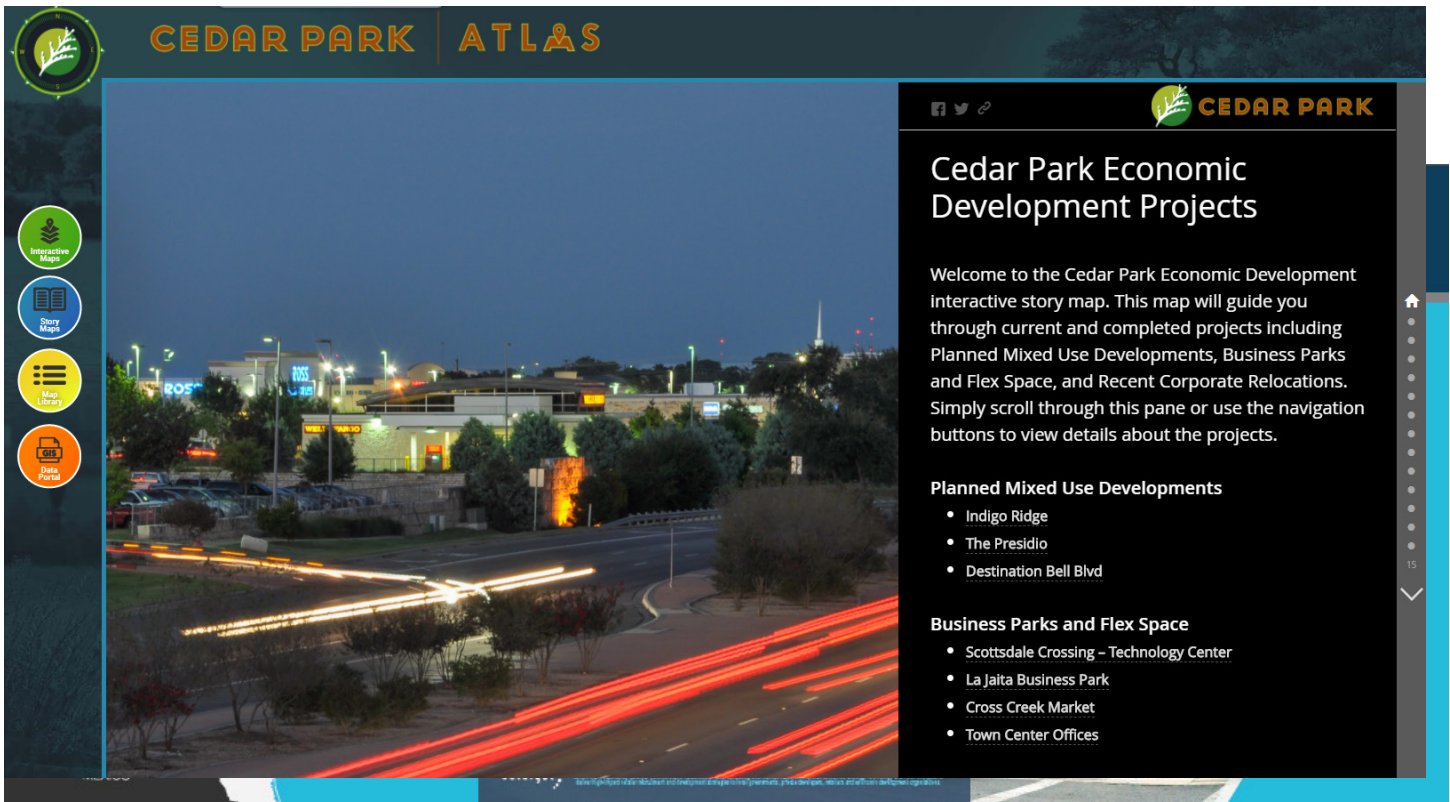 N
W
E
S
CEDAR PARK
ATLAS
Interactive
Maps
Story
Maps
Map
Library
GIS
Data
Portal
ROSS
ROSS
WELLS FARGO
CEDAR PARK
Cedar Park Economic
Development Projects
Welcome to the Cedar Park Economic Development
interactive story map. This map will guide you
through current and completed projects including
Planned Mixed Use Developments, Business Parks
and Flex Space, and Recent Corporate Relocations.
Simply scroll through this pane or use the navigation
buttons to view details about the projects.
Planned Mixed Use Developments
• Indigo Ridge
• The Presidio
• Destination Bell Blvd
Business Parks and Flex Space
• Scottsdale Crossing – Technology Center
• La Jaita Business Park
• Cross Creek Market
• Town Center Offices
15